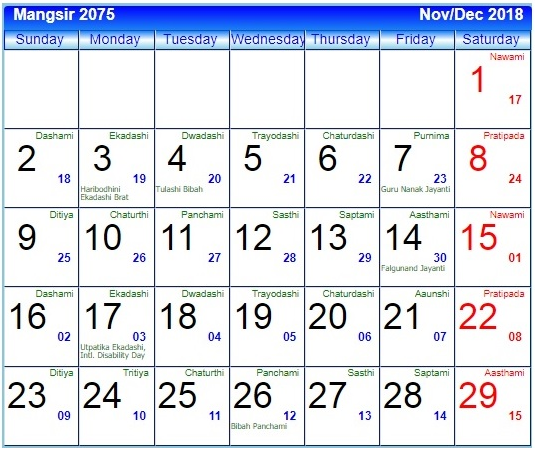 Mangsir 2075 Nov/Dec 2018
Sunday Monday Tuesday Wednesday Thursday Friday Saturday
Nawami
1
17
Dashami Ekadashi Dwadashi Trayodashi Chaturdashi Purnima Pratipada
2 3 4 5 6 7 8
18 19 20 21 22 23 24
Haribodhini Tulashi Bibah Guru Nanak Jayanti
Ekadashi Brat
Ditiya Chaturthi Panchami Sasthi Saptami Aasthami Nawami
9 10 11 12 13 14 15
25 26 27 28 29 30 01
Falgunand Jayanti
Dashami Ekadashi Dwadashi Trayodashi Chaturdashi Aaunshi Pratipada
16 17 18 19 20 21 22
02 03 04 05 06 07 08
Utpatika Ekadashi,
Intl. Disability Day
Ditiya Tritiya Chaturthi Panchami Sasthi Saptami Aasthami
23 24 25 26 27 28 29
09 10 11 12 13 14 15
Bibah Panchami